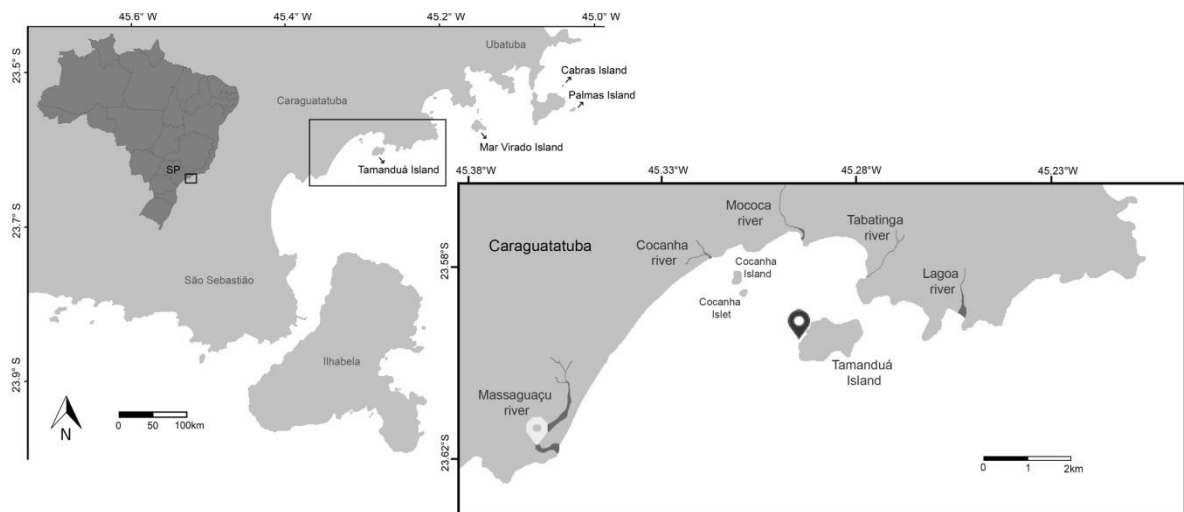 45.6° W
45.4° W
45.2° W
45.0° W
23.5° S
23.7° S
23.9° S
Ubatuba
Cabras Island
Palmas Island
Caraguatatuba
Mar Virado Island
Tamanduá Island
SP
São Sebastião
Ilhabela
N
0 50 100km
45.38° W
45.33° W
45.28° W
45.23° W
23.58° S
23.62° S
Caraguatatuba
Mococa
river
Tabatinga
river
Cocanha
river
Cocanha
Island
Lagoa
river
Cocanha
Islet
Tamanduá
Island
Massaguaçu
river
0 1 2km